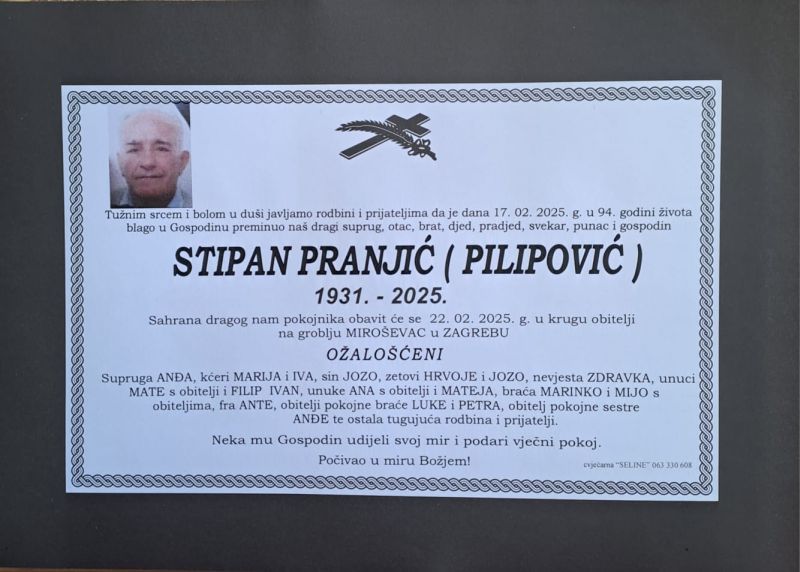 Tužnim srcem i bolom u duši javljamo rodbini i prijateljima da je dana 17. 02. 2025. g. u 94. godini života
blago u Gospodinu preminuo naš dragi suprug, otac, brat, djed, pradjed, svekar, punac i gospodin
STIPAN PRANJIĆ ( PILIPOVIĆ )
1931. - 2025.
Sahrana dragog nam pokojnika obavit će se 22. 02. 2025. g. u krugu obitelji
na groblju MIROŠEVAC u ZAGREBU
OŽALOŠĆENI
Supruga ANĐA, kćeri MARIJA i IVA, sin JOZO, zetovi HRVOJE i JOZO, nevjesta ZDRAVKA, unuci
MATE s obitelji i FILIP IVAN, unuke ANA s obitelji i MATEJA, braća MARINKO i MIJO s
obiteljima, fra ANTE, obitelji pokojne braće LUKE i PETRA, obitelj pokojne sestre
ANĐE te ostala tugujuća rodbina i prijatelji.
Neka mu Gospodin udijeli svoj mir i podari vječni pokoj.
Počivao u miru Božjem!
cvjećarna "SELINE" 063 330 608